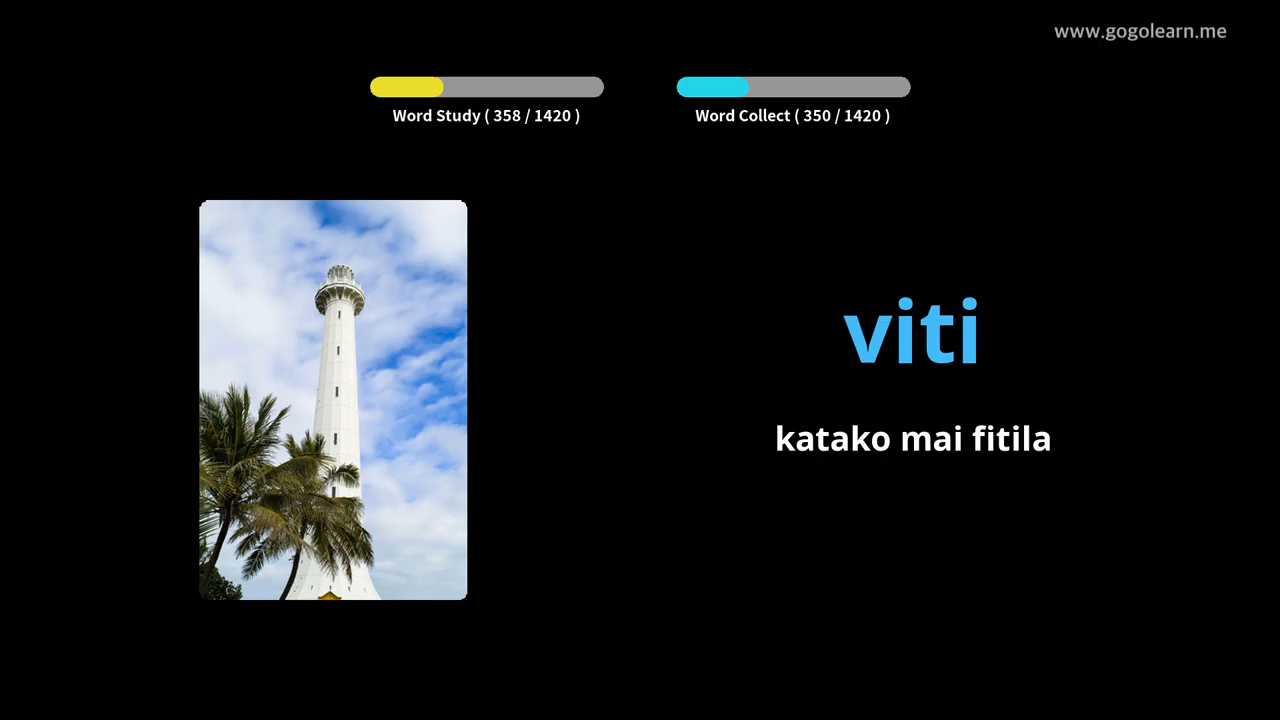 www.gogolearn.me
Word Study ( 358 / 1420 )
Word Collect ( 350 / 1420 )
viti
katako mai fitila